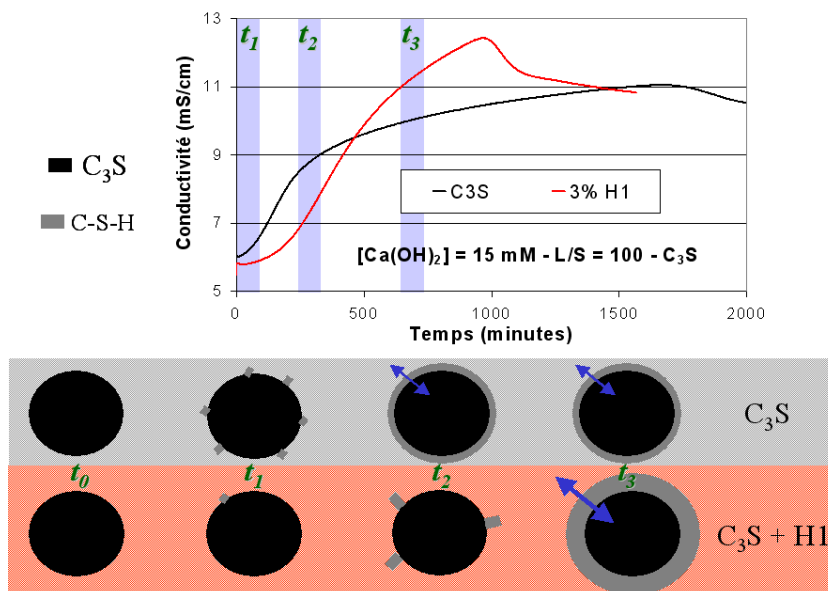 13
11
9
7
5
Conductivité (mS/cm)
t₁ t₂ t₃
C₃S
C-S-H
C3S 3% H1
[Ca(OH)₂] = 15 mM - L/S = 100 - C₃S
0 500 1000 1500 2000
Temps (minutes)
C₃S
t₀ t₁ t₂ t₃
C₃S + H1